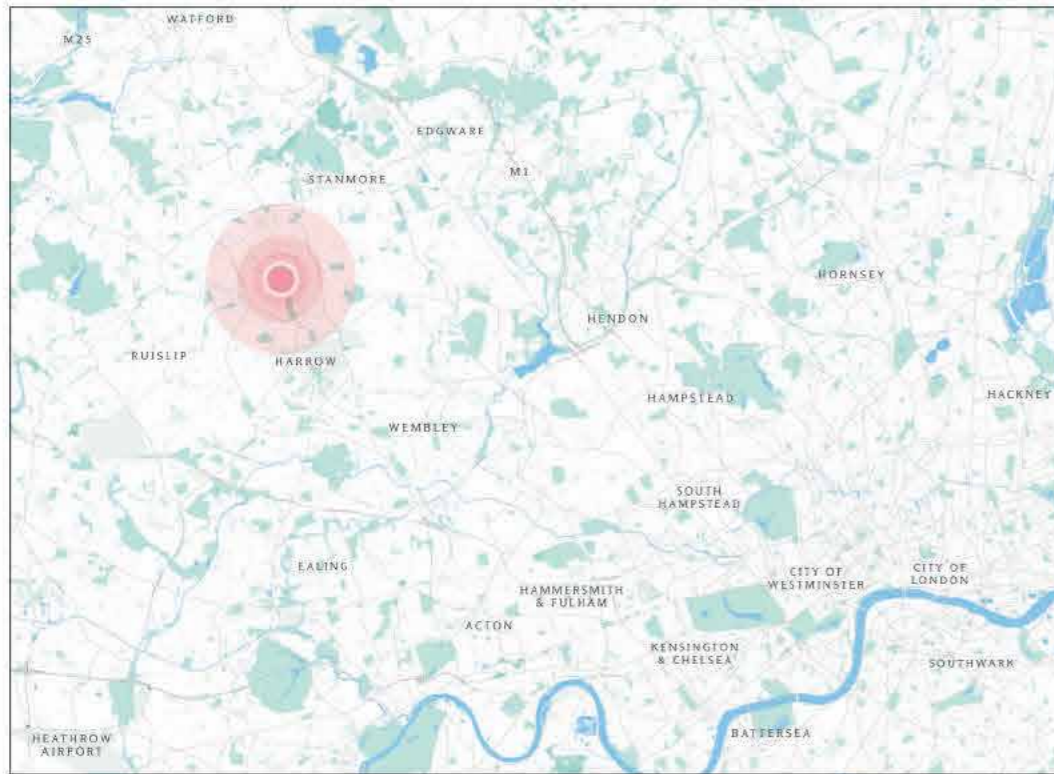 WATFORD
M25
EDGWARE
M1
STANMORE
HORNSEY
HENDON
RUISLIP
HARROW
HACKNEY
HAMPSTEAD
WEMBLEY
SOUTH
HAMPSTEAD
EALING
CITY OF
WESTMINSTER
CITY OF
LONDON
HAMMERSMITH
& FULHAM
ACTON
KENSINGTON
& CHELSEA
SOUTHWARK
HEATHROW
AIRPORT
BATTERSEA